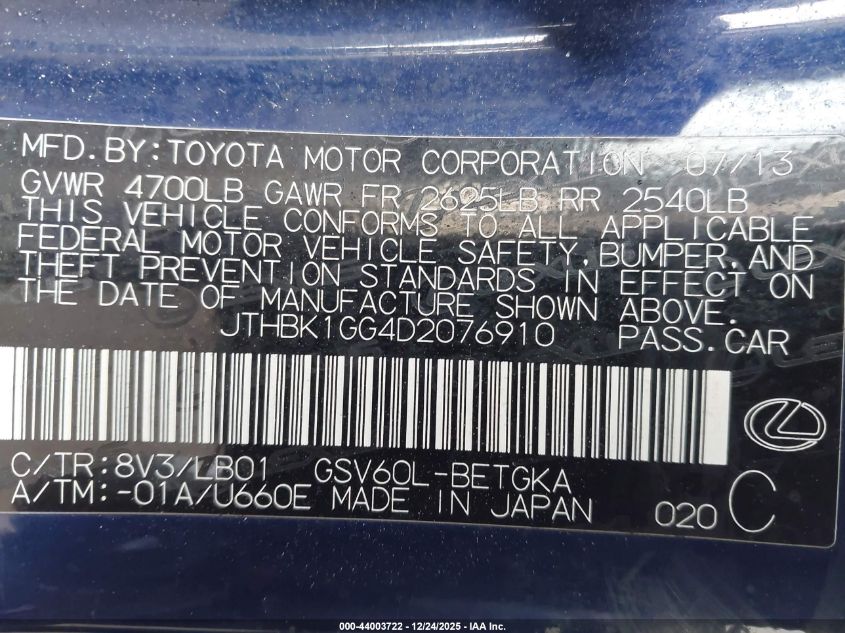 MFD.BY:TOYOTA MOTOR CORPORATION 07/13
GVWR 4700LB GAWR FR 2625LB RR 2540LB
THIS VEHICLE CONFORMS TO ALL APPLICABLE
FEDERAL MOTOR VEHICLE SAFETY,BUMPER,AND
THEFT PREVENTION STANDARDS IN EFFECT ON
THE DATE OF MANUFACTURE SHOWN ABOVE.
JTHBK1GG4D2076910 PASS.CAR
C/TR:8V3/LB01 GSV60L-BETGKA
A/TM:-01A/U660E MADE IN JAPAN 020 C
000-44003722 - 12/24/2025 - IAA Inc.